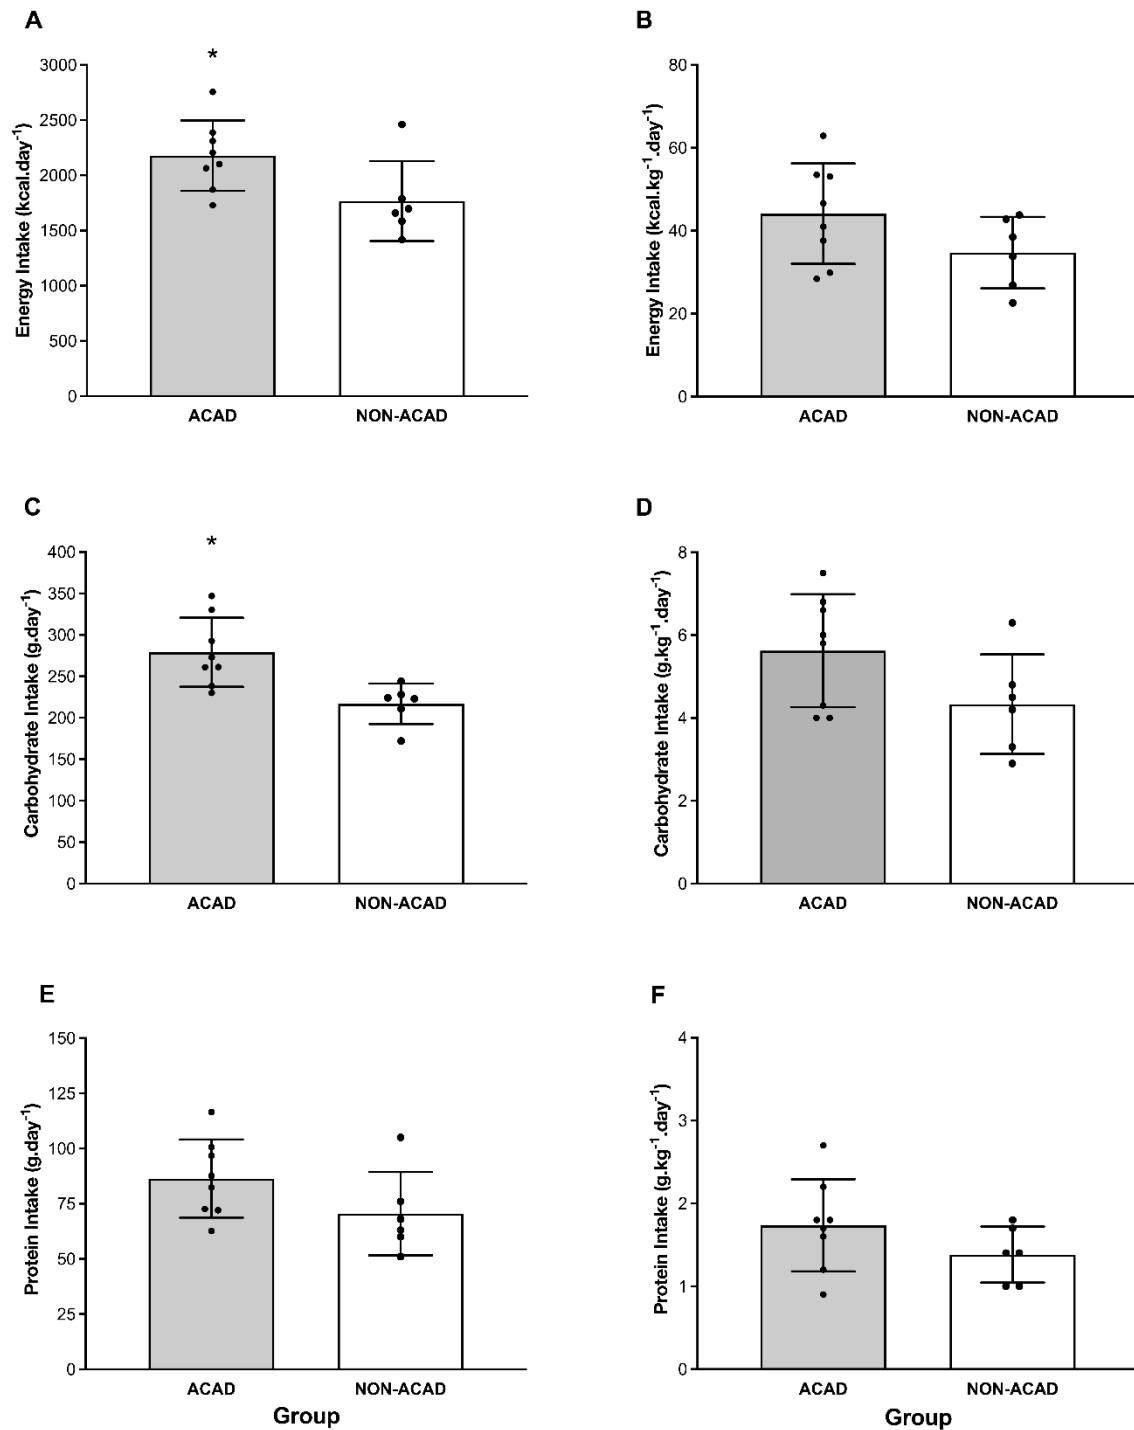 A
*
Energy Intake (kcal.day⁻¹)
3000
2500
2000
1500
1000
500
0
ACAD
NON-ACAD
B
Energy Intake (kcal.kg⁻¹.day⁻¹)
80
60
40
20
0
ACAD
NON-ACAD
C
*
Carbohydrate Intake (g.day⁻¹)
400
350
300
250
200
150
100
50
0
ACAD
NON-ACAD
D
Carbohydrate Intake (g.kg⁻¹.day⁻¹)
8
6
4
2
0
ACAD
NON-ACAD
E
Protein Intake (g.day⁻¹)
150
125
100
75
50
25
0
ACAD
NON-ACAD
Group
F
Protein Intake (g.kg⁻¹.day⁻¹)
4
3
2
1
0
ACAD
NON-ACAD
Group